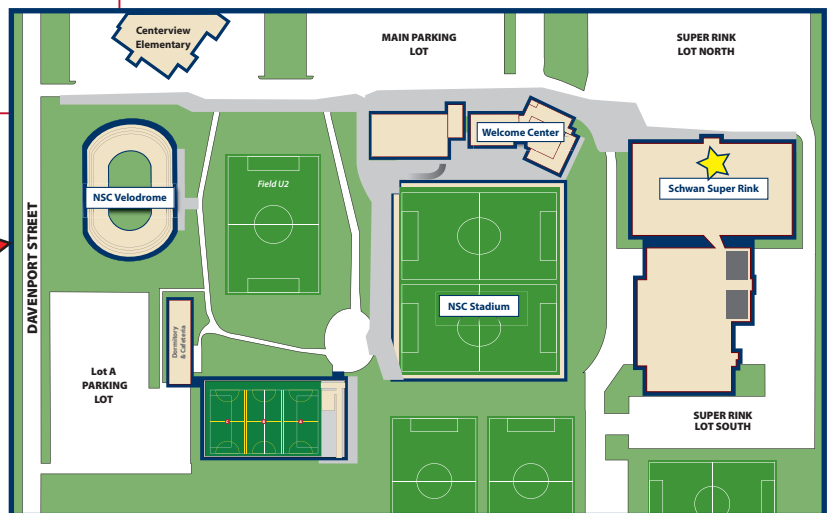 Centerview
Elementary
MAIN PARKING
LOT
SUPER RINK
LOT NORTH
Welcome Center
Field U2
NSC Velodrome
Schwan Super Rink
DAVENPORT STREET
NSC Stadium
Dormitory
& Cafeteria
Lot A
PARKING
LOT
SUPER RINK
LOT SOUTH